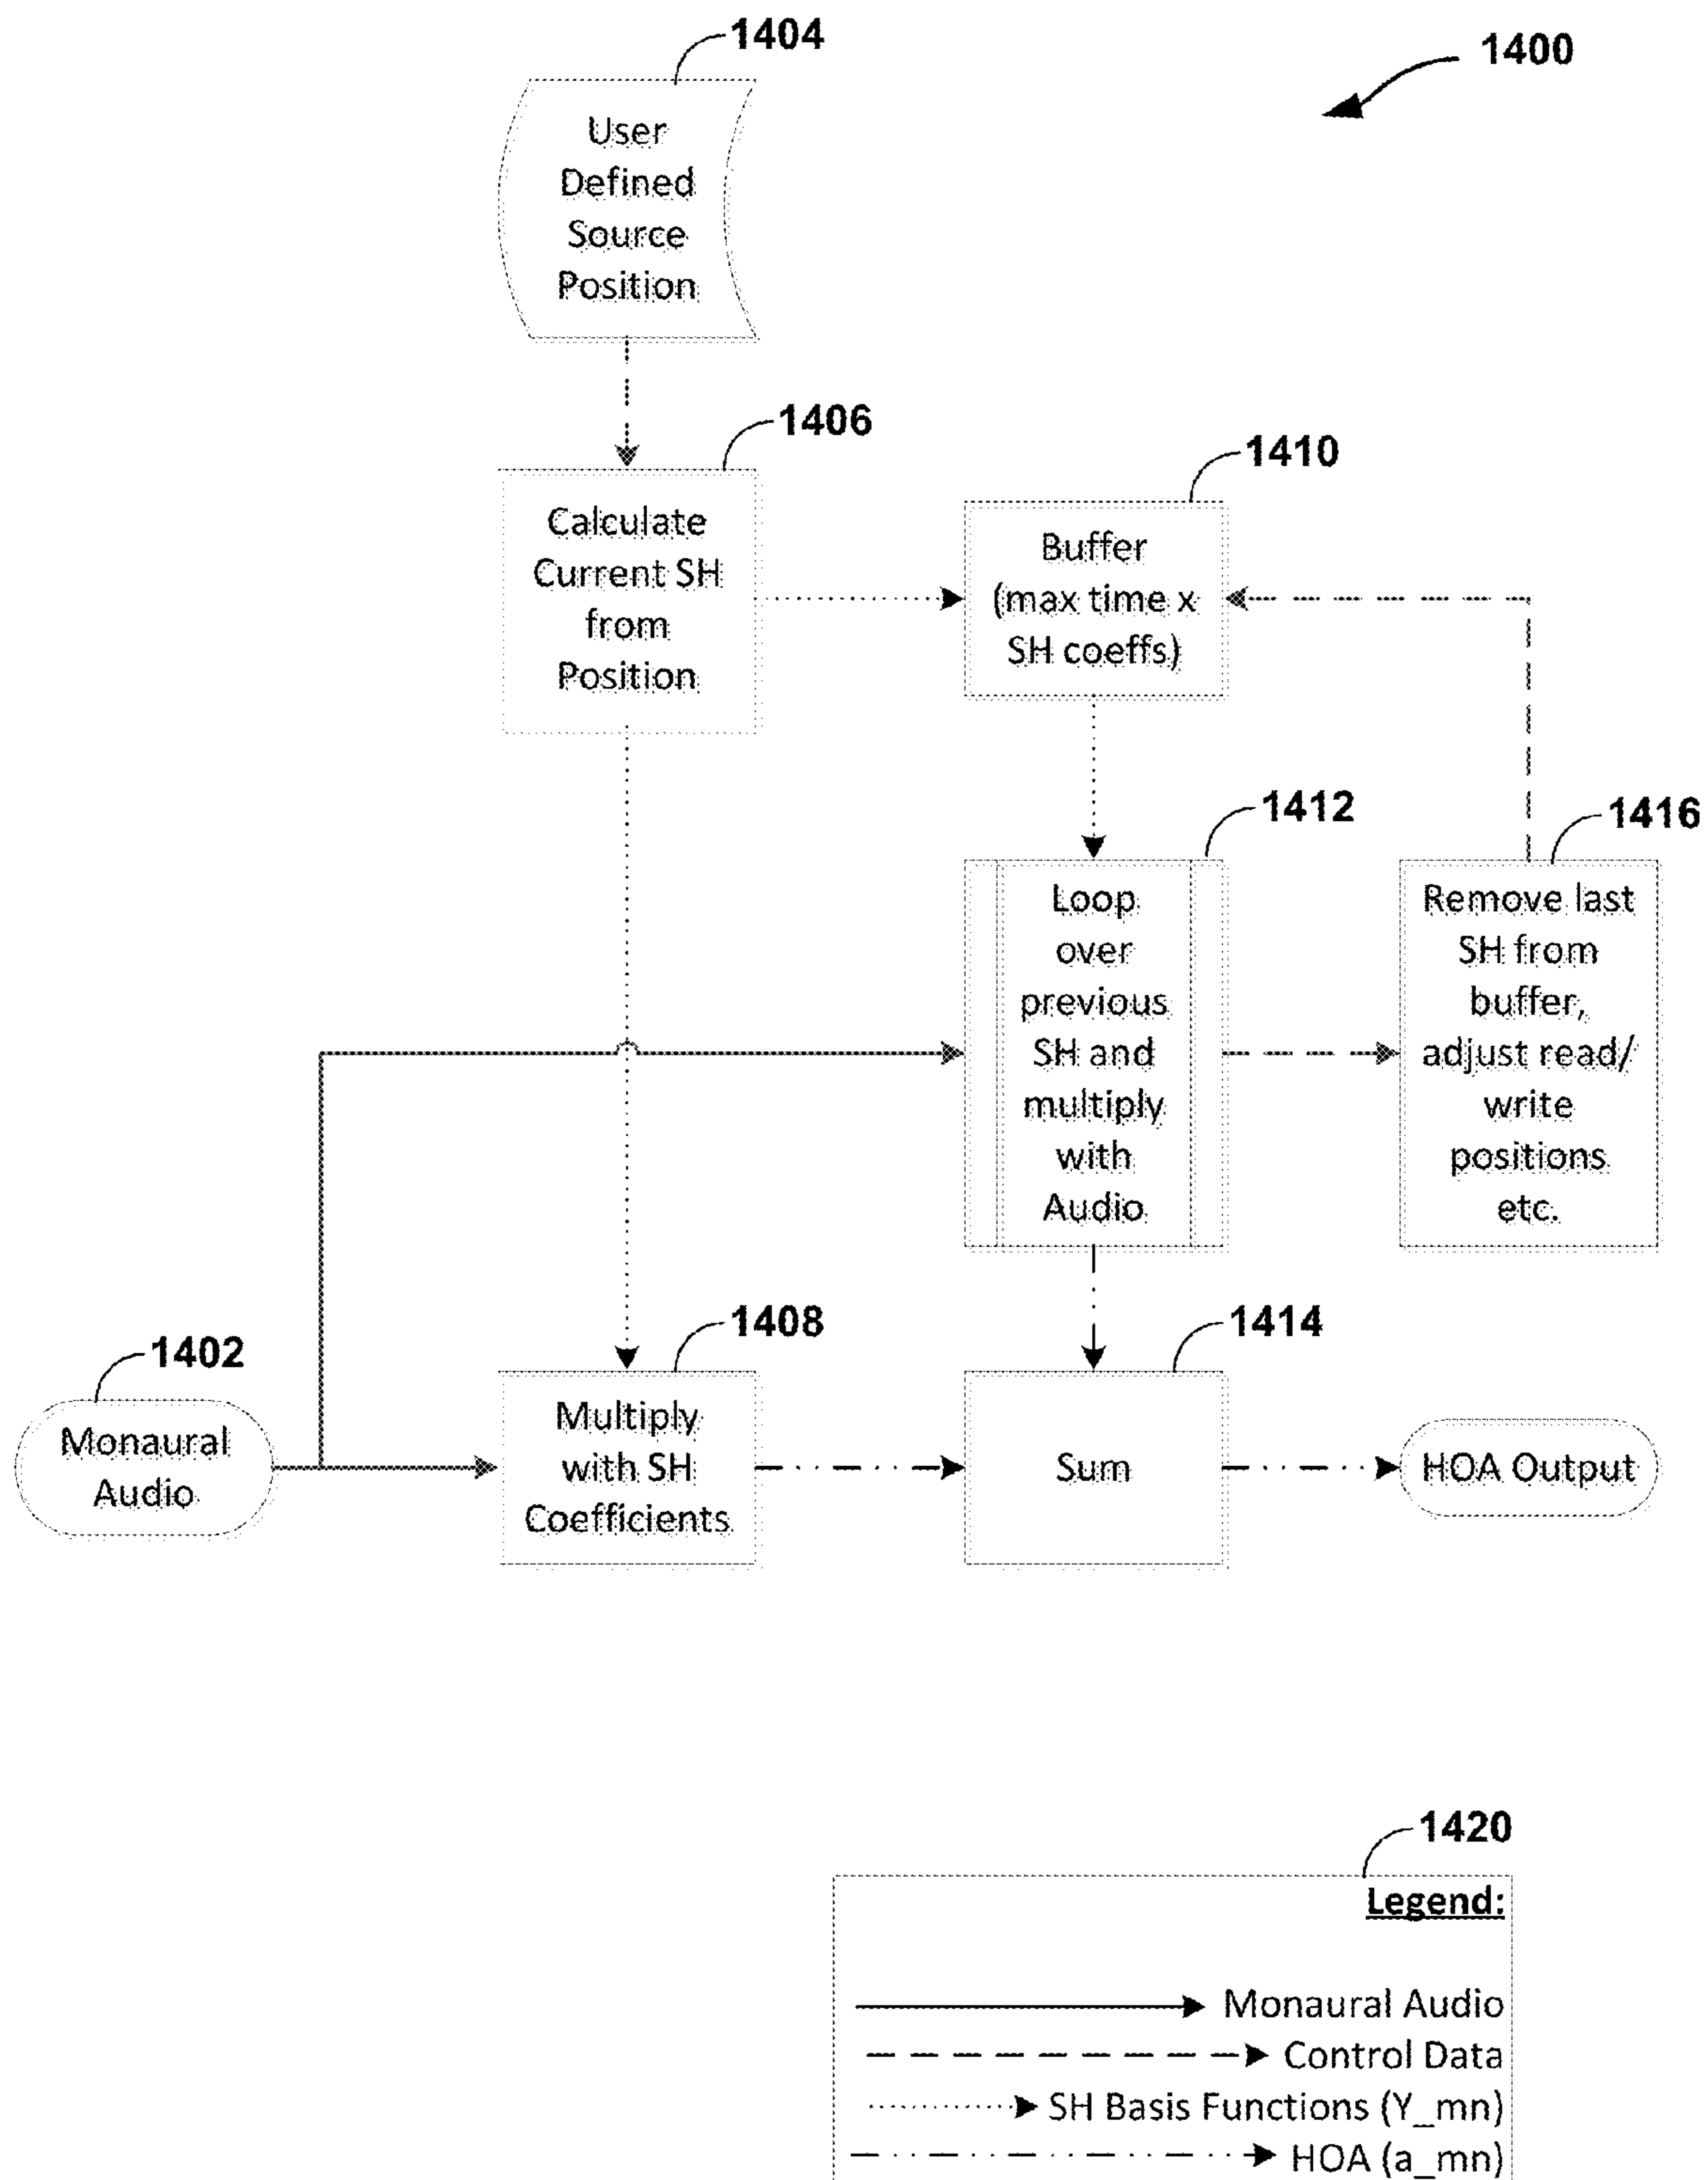 1404
1400
User
Defined
Source
Position
1406
Calculate
Current SH
from
Position
1410
Buffer
(max time x
SH coeffs)
1412
Loop
over
previous
SH and
multiply
with
Audio
1416
Remove last
SH from
buffer,
adjust read/
write
positions
etc.
1402
Monaural
Audio
1408
Multiply
with SH
Coefficients
1414
Sum
HOA Output
1420
Legend:
Monaural Audio
Control Data
SH Basis Functions (Y_mn)
HOA (a_mn)